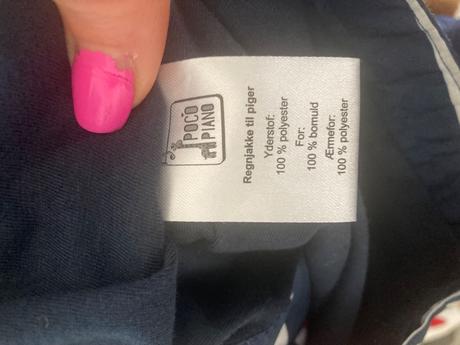 POCO
PIANO
Regnjakke til piger
Yderstof:
100 % polyester
For:
100 % bomuld
Ærmefor:
100 % polyester